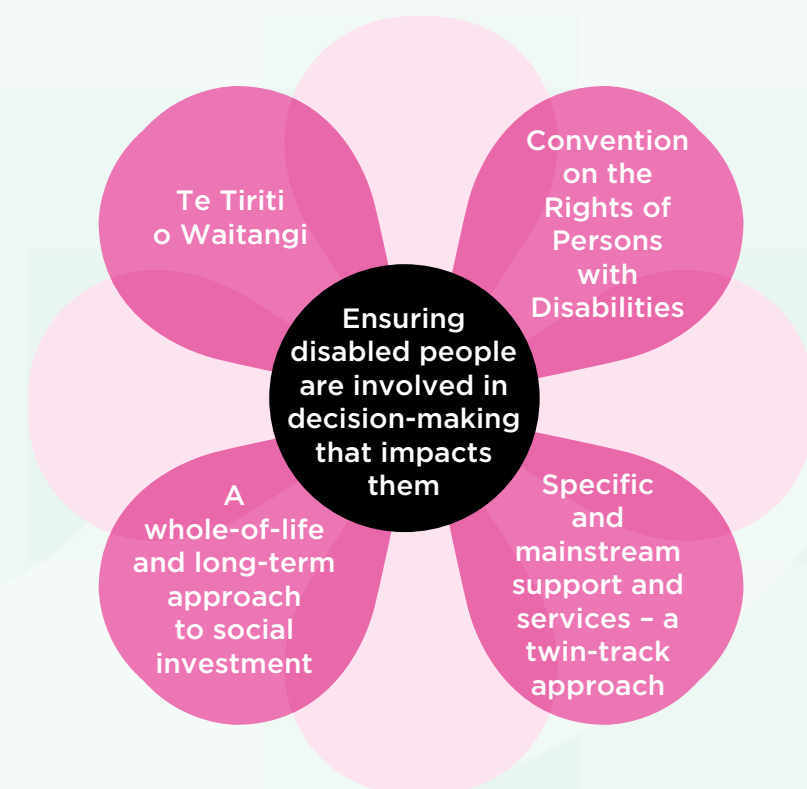 Te Tiriti
o Waitangi
Convention
on the
Rights of
Persons
with
Disabilities
Ensuring
disabled people
are involved in
decision-making
that impacts
them
A
whole-of-life
and long-term
approach
to social
investment
Specific
and
mainstream
support and
services – a
twin-track
approach